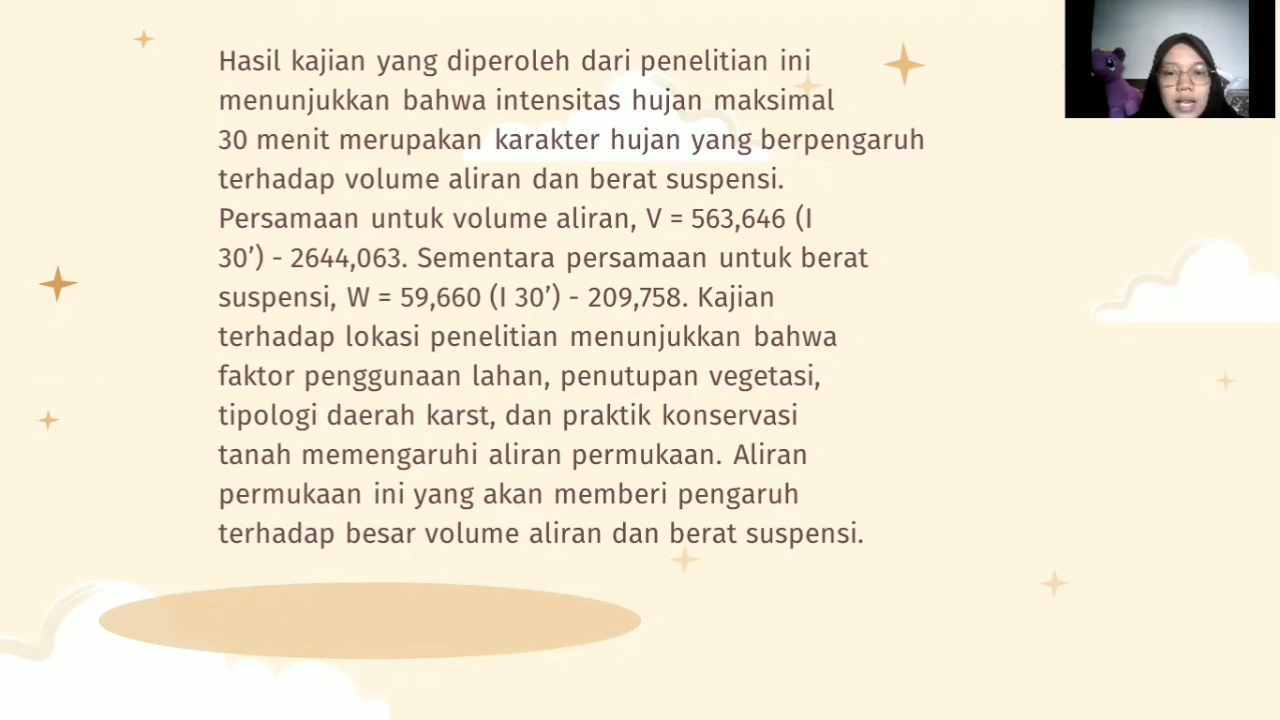 Hasil kajian yang diperoleh dari penelitian ini
menunjukkan bahwa intensitas hujan maksimal
30 menit merupakan karakter hujan yang berpengaruh
terhadap volume aliran dan berat suspensi.
Persamaan untuk volume aliran, V = 563,646 (I
30’) - 2644,063. Sementara persamaan untuk berat
suspensi, W = 59,660 (I 30’) - 209,758. Kajian
terhadap lokasi penelitian menunjukkan bahwa
faktor penggunaan lahan, penutupan vegetasi,
tipologi daerah karst, dan praktik konservasi
tanah memengaruhi aliran permukaan. Aliran
permukaan ini yang akan memberi pengaruh
terhadap besar volume aliran dan berat suspensi.